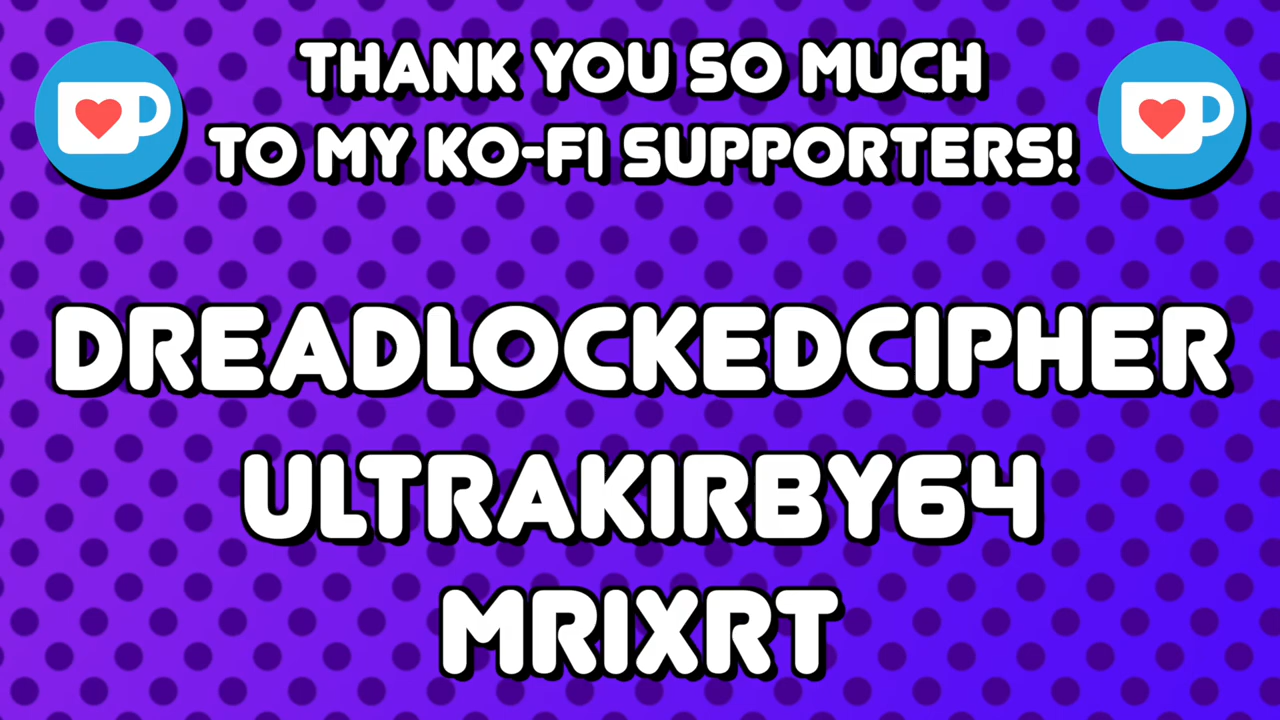 THANK YOU SO MUCH
TO MY KO-FI SUPPORTERS!
DREADLOCKEDCIPHER
ULTRAKIRBY64
MRIXRT